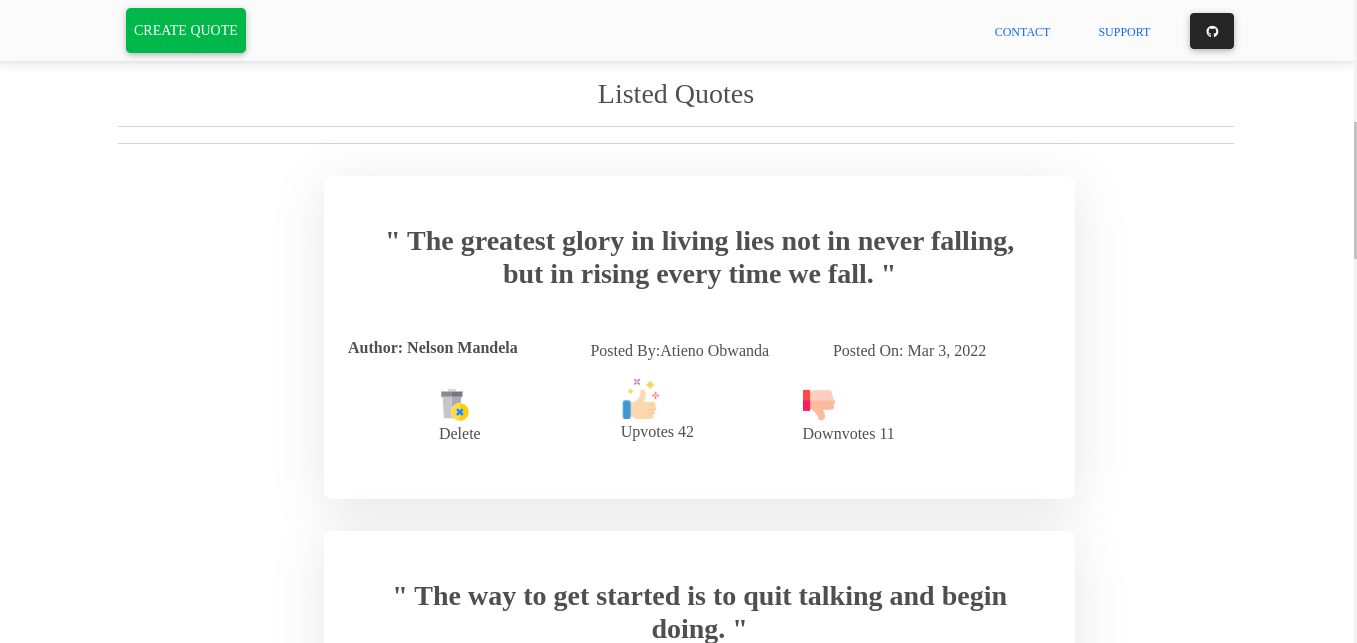 CREATE QUOTE
CONTACT
SUPPORT
Listed Quotes
" The greatest glory in living lies not in never falling,
but in rising every time we fall. "
Author: Nelson Mandela
Posted By:Atieno Obwanda
Posted On: Mar 3, 2022
Delete
Upvotes 42
Downvotes 11
" The way to get started is to quit talking and begin
doing. "